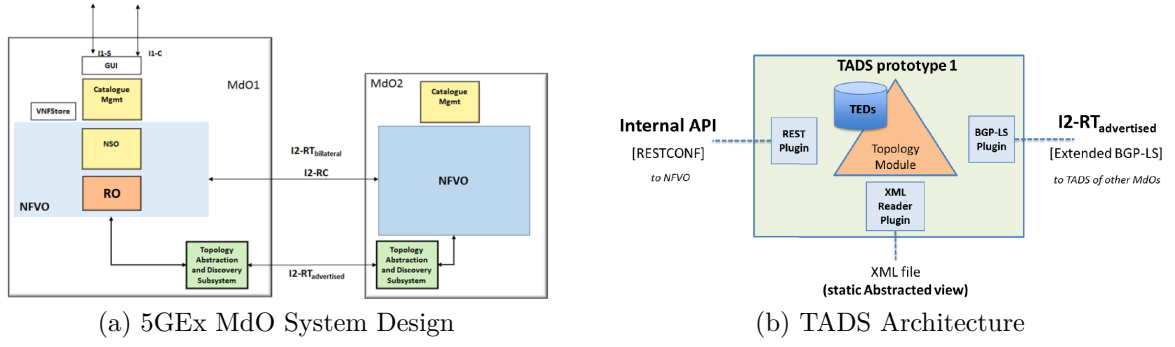 I1-S
I1-C
GUI
MdO1
Catalogue
Mgmt
VNFStore
NSO
RO
NFVO
Topology
Abstraction
and Discovery
Subsystem
I2-RTbilateral
I2-RC
I2-RTadvertised
MdO2
Catalogue
Mgmt
NFVO
Topology
Abstraction
and Discovery
Subsystem
(a) 5GEx MdO System Design
TADS prototype 1
TEDs
Internal API
[RESTCONF]
to NFVO
REST
Plugin
Topology
Module
BGP-LS
Plugin
I2-RTadvertised
[Extended BGP-LS]
to TADS of other MdOs
XML
Reader
Plugin
XML file
(static Abstracted view)
(b) TADS Architecture